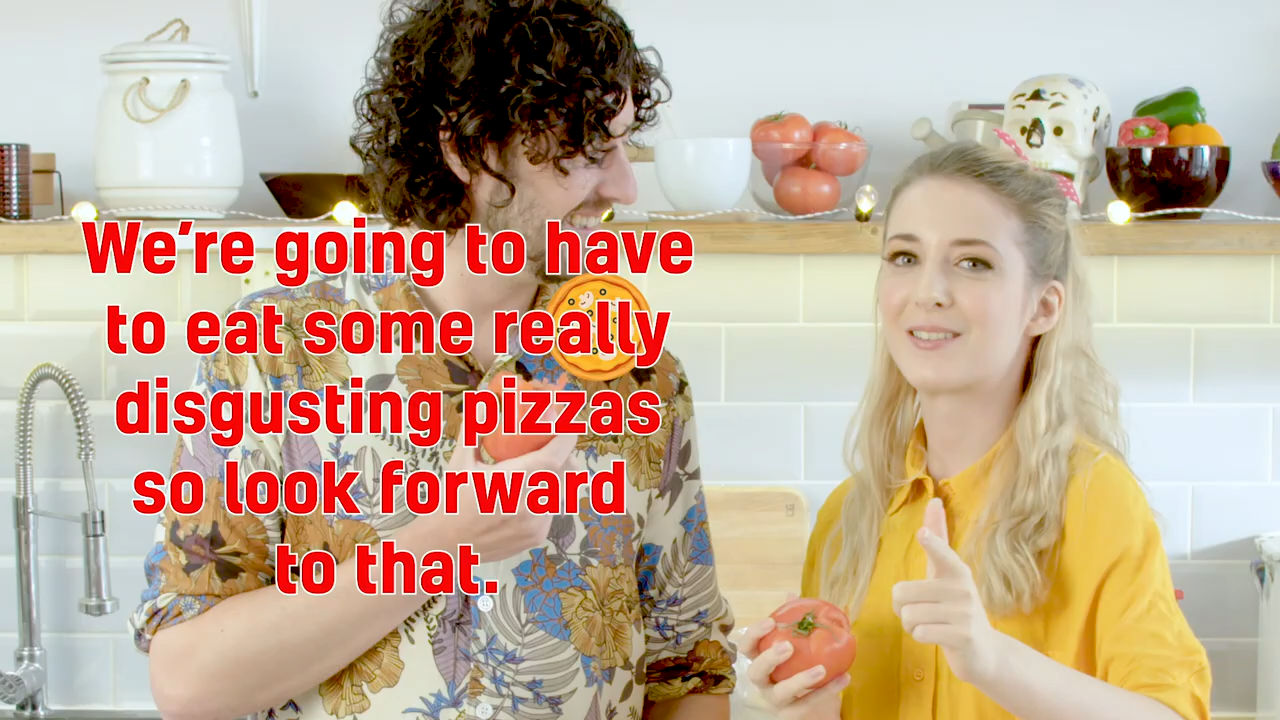 We’re going to have
to eat some really
disgusting pizzas
so look forward
to that.